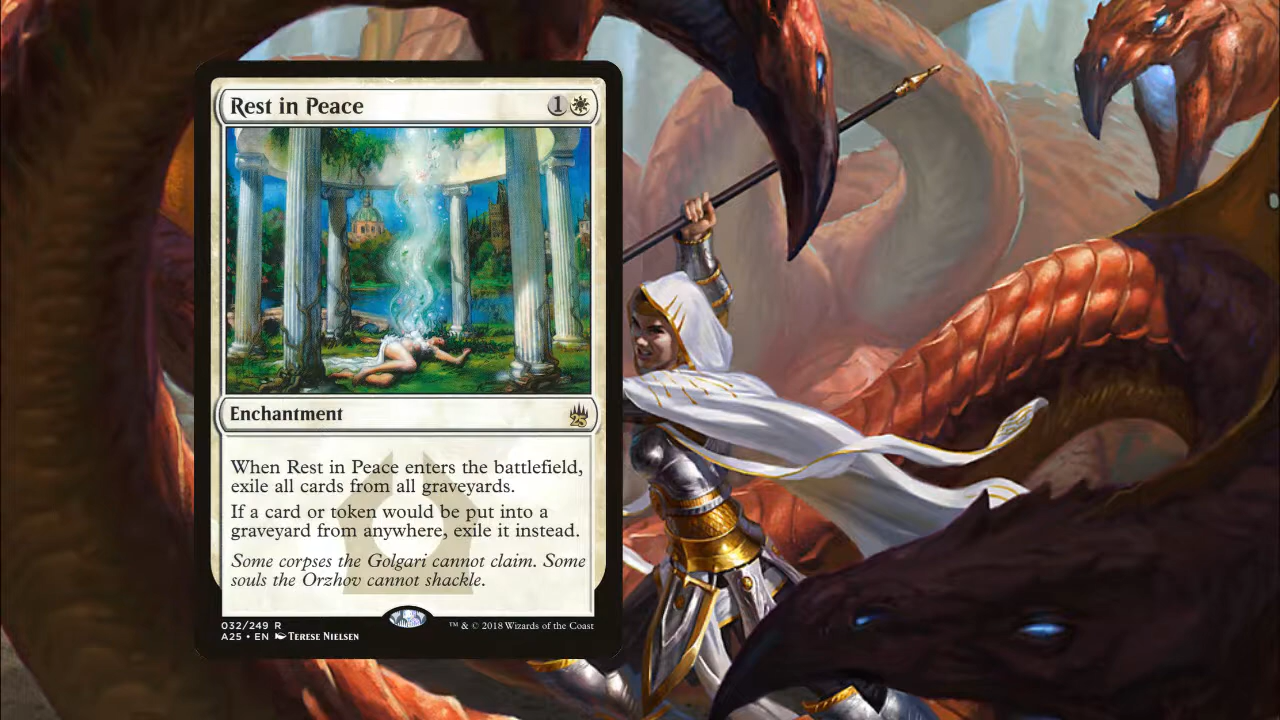 Rest in Peace 1
Enchantment
25
When Rest in Peace enters the battlefield,
exile all cards from all graveyards.
If a card or token would be put into a
graveyard from anywhere, exile it instead.
Some corpses the Golgari cannot claim. Some
souls the Orzhov cannot shackle.
032/249 R
A25 • EN TERESE NIELSEN
™ & © 2018 Wizards of the Coast